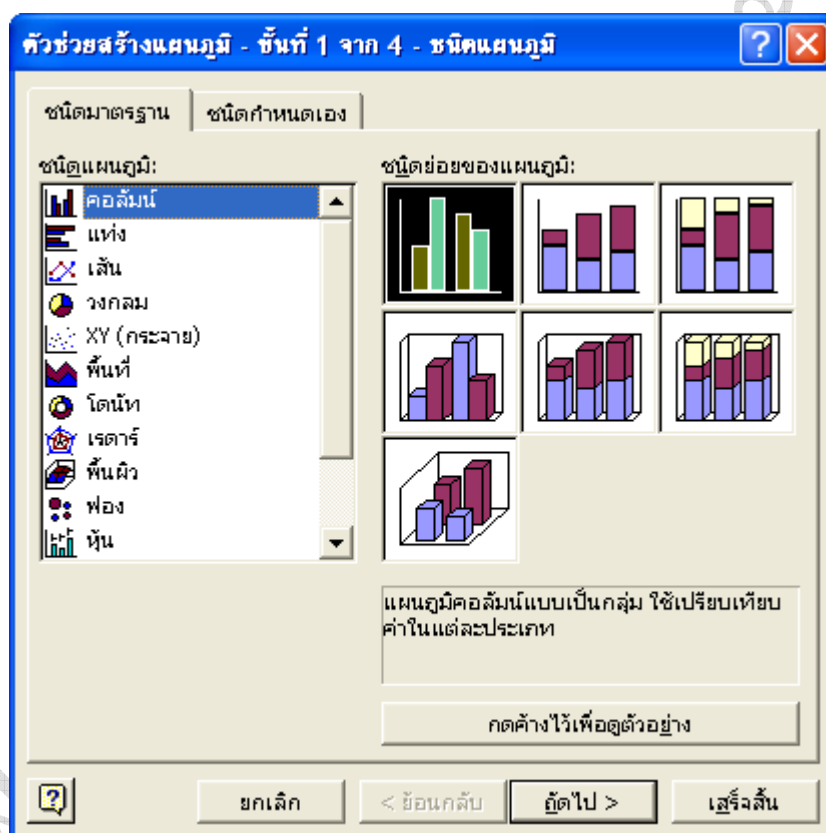 ตัวช่วยสร้างแผนภูมิ - ขั้นที่ 1 จาก 4 - ชนิดแผนภูมิ
ชนิดมาตรฐาน ชนิดกำหนดเอง
ชนิดแผนภูมิ:
คอลัมน์
แท่ง
เส้น
วงกลม
XY (กระจาย)
พื้นที่
โดนัท
เรดาร์
พื้นผิว
ฟอง
หุ้น
ชนิดย่อยของแผนภูมิ:
แผนภูมิคอลัมน์แบบเป็นกลุ่ม ใช้เปรียบเทียบ
ค่าในแต่ละประเภท
กดค้างไว้เพื่อดูตัวอย่าง
ยกเลิก < ย้อนกลับ ถัดไป > เสร็จสิ้น